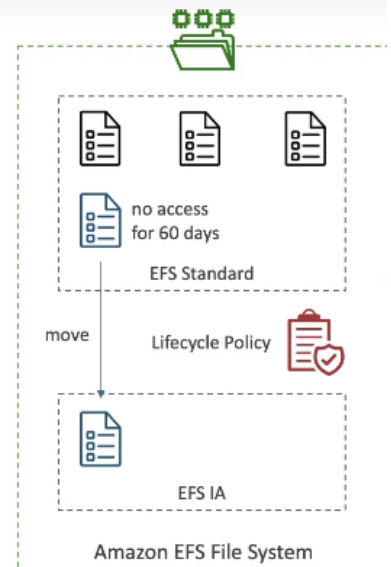 no access
for 60 days
EFS Standard
move
Lifecycle Policy
EFS IA
Amazon EFS File System